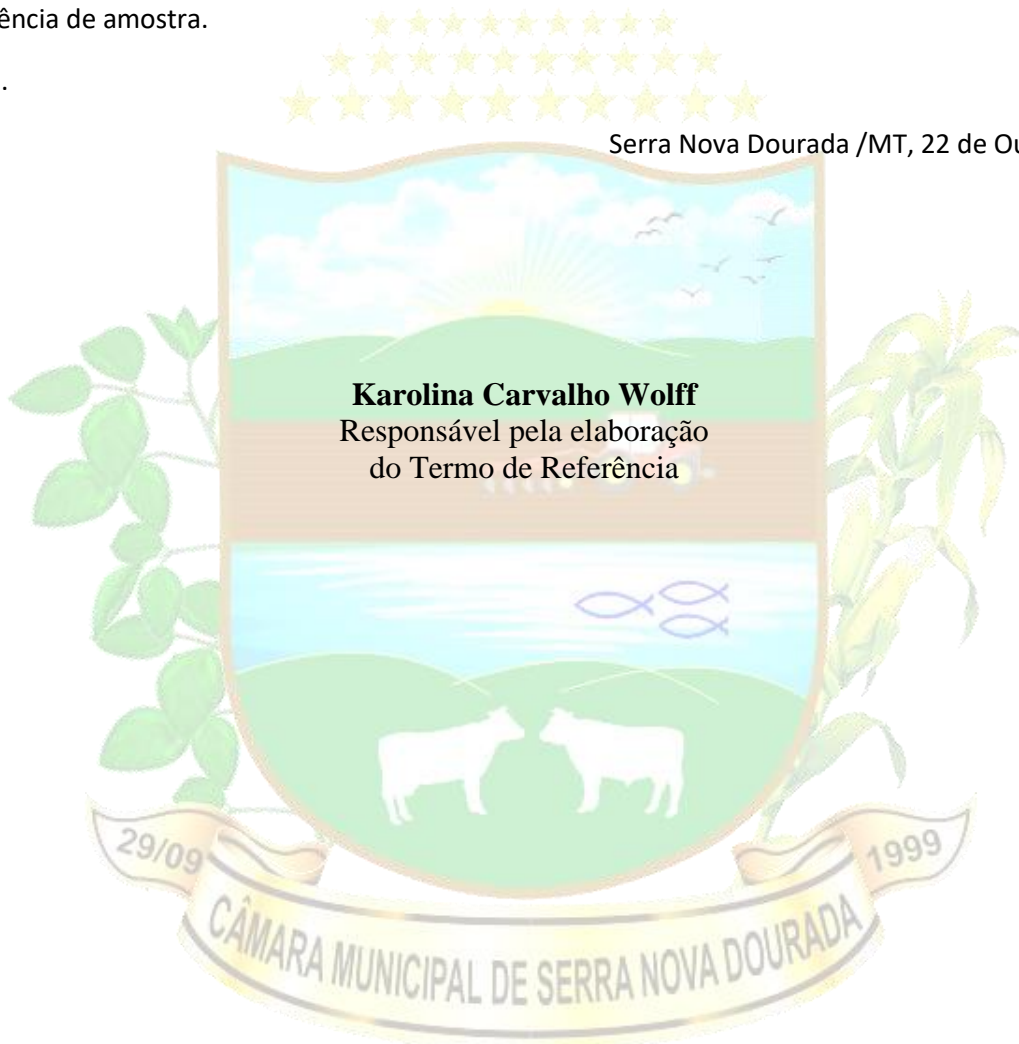 ência de amostra.
.
Serra Nova Dourada /MT, 22 de Ou
Karolina Carvalho Wolff
Responsável pela elaboração
do Termo de Referência
29/09
1999
CÂMARA MUNICIPAL DE SERRA NOVA DOURADA